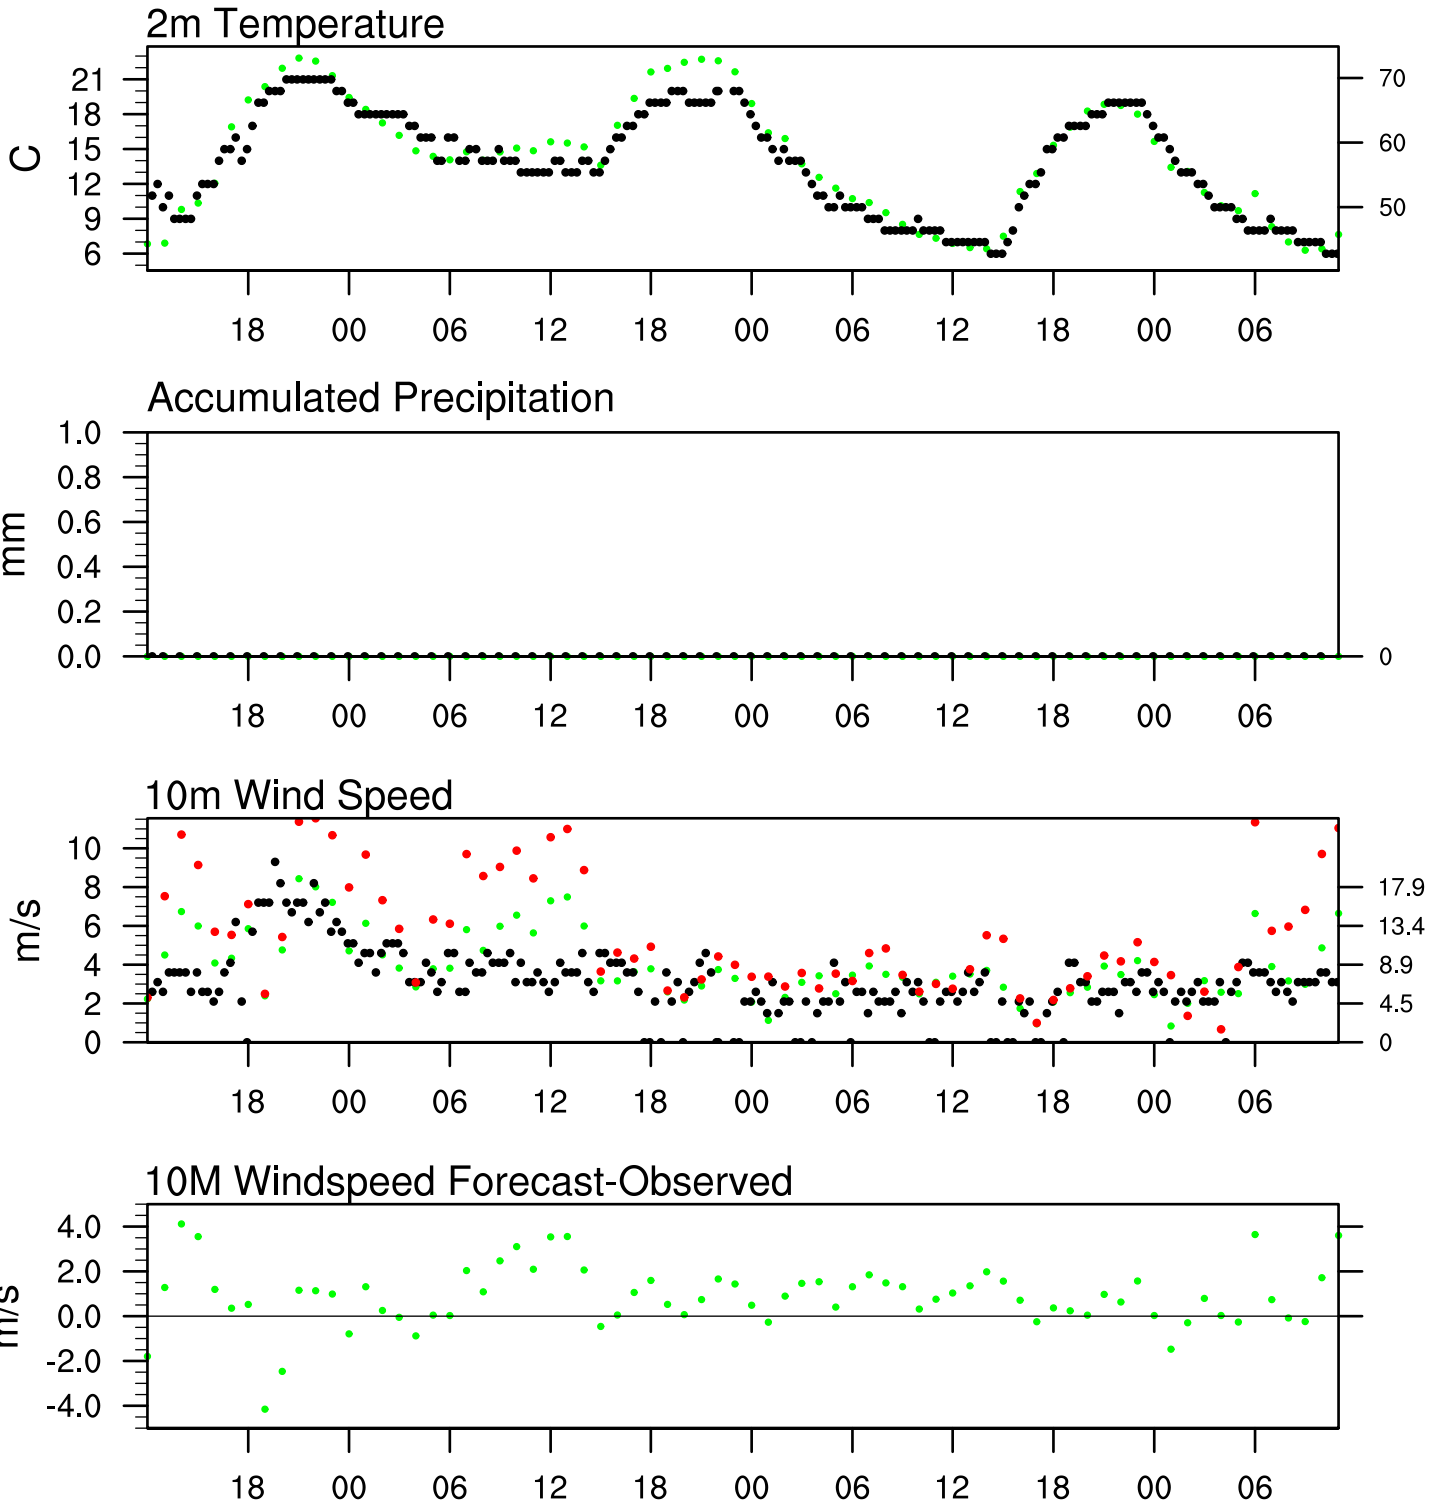 2m Temperature
21
18
15
12
9
6
C
70
60
50
18 00 06 12 18 00 06 12 18 00 06
Accumulated Precipitation
1.0
0.8
0.6
0.4
0.2
0.0
mm
0
18 00 06 12 18 00 06 12 18 00 06
10m Wind Speed
10
8
6
4
2
0
m/s
17.9
13.4
8.9
4.5
0
18 00 06 12 18 00 06 12 18 00 06
10M Windspeed Forecast-Observed
4.0
2.0
0.0
-2.0
-4.0
m/s
18 00 06 12 18 00 06 12 18 00 06